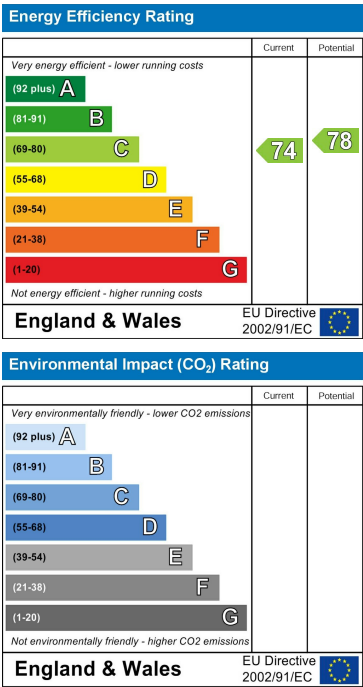 Energy Efficiency Rating
Current Potential
Very energy efficient - lower running costs
(92 plus) A
(81-91) B
(69-80) C
74 78
(55-68) D
(39-54) E
(21-38) F
(1-20) G
Not energy efficient - higher running costs
England & Wales
EU Directive
2002/91/EC
Environmental Impact (CO2) Rating
Current Potential
Very environmentally friendly - lower CO2 emissions
(92 plus) A
(81-91) B
(69-80) C
(55-68) D
(39-54) E
(21-38) F
(1-20) G
Not environmentally friendly - higher CO2 emissions
England & Wales
EU Directive
2002/91/EC